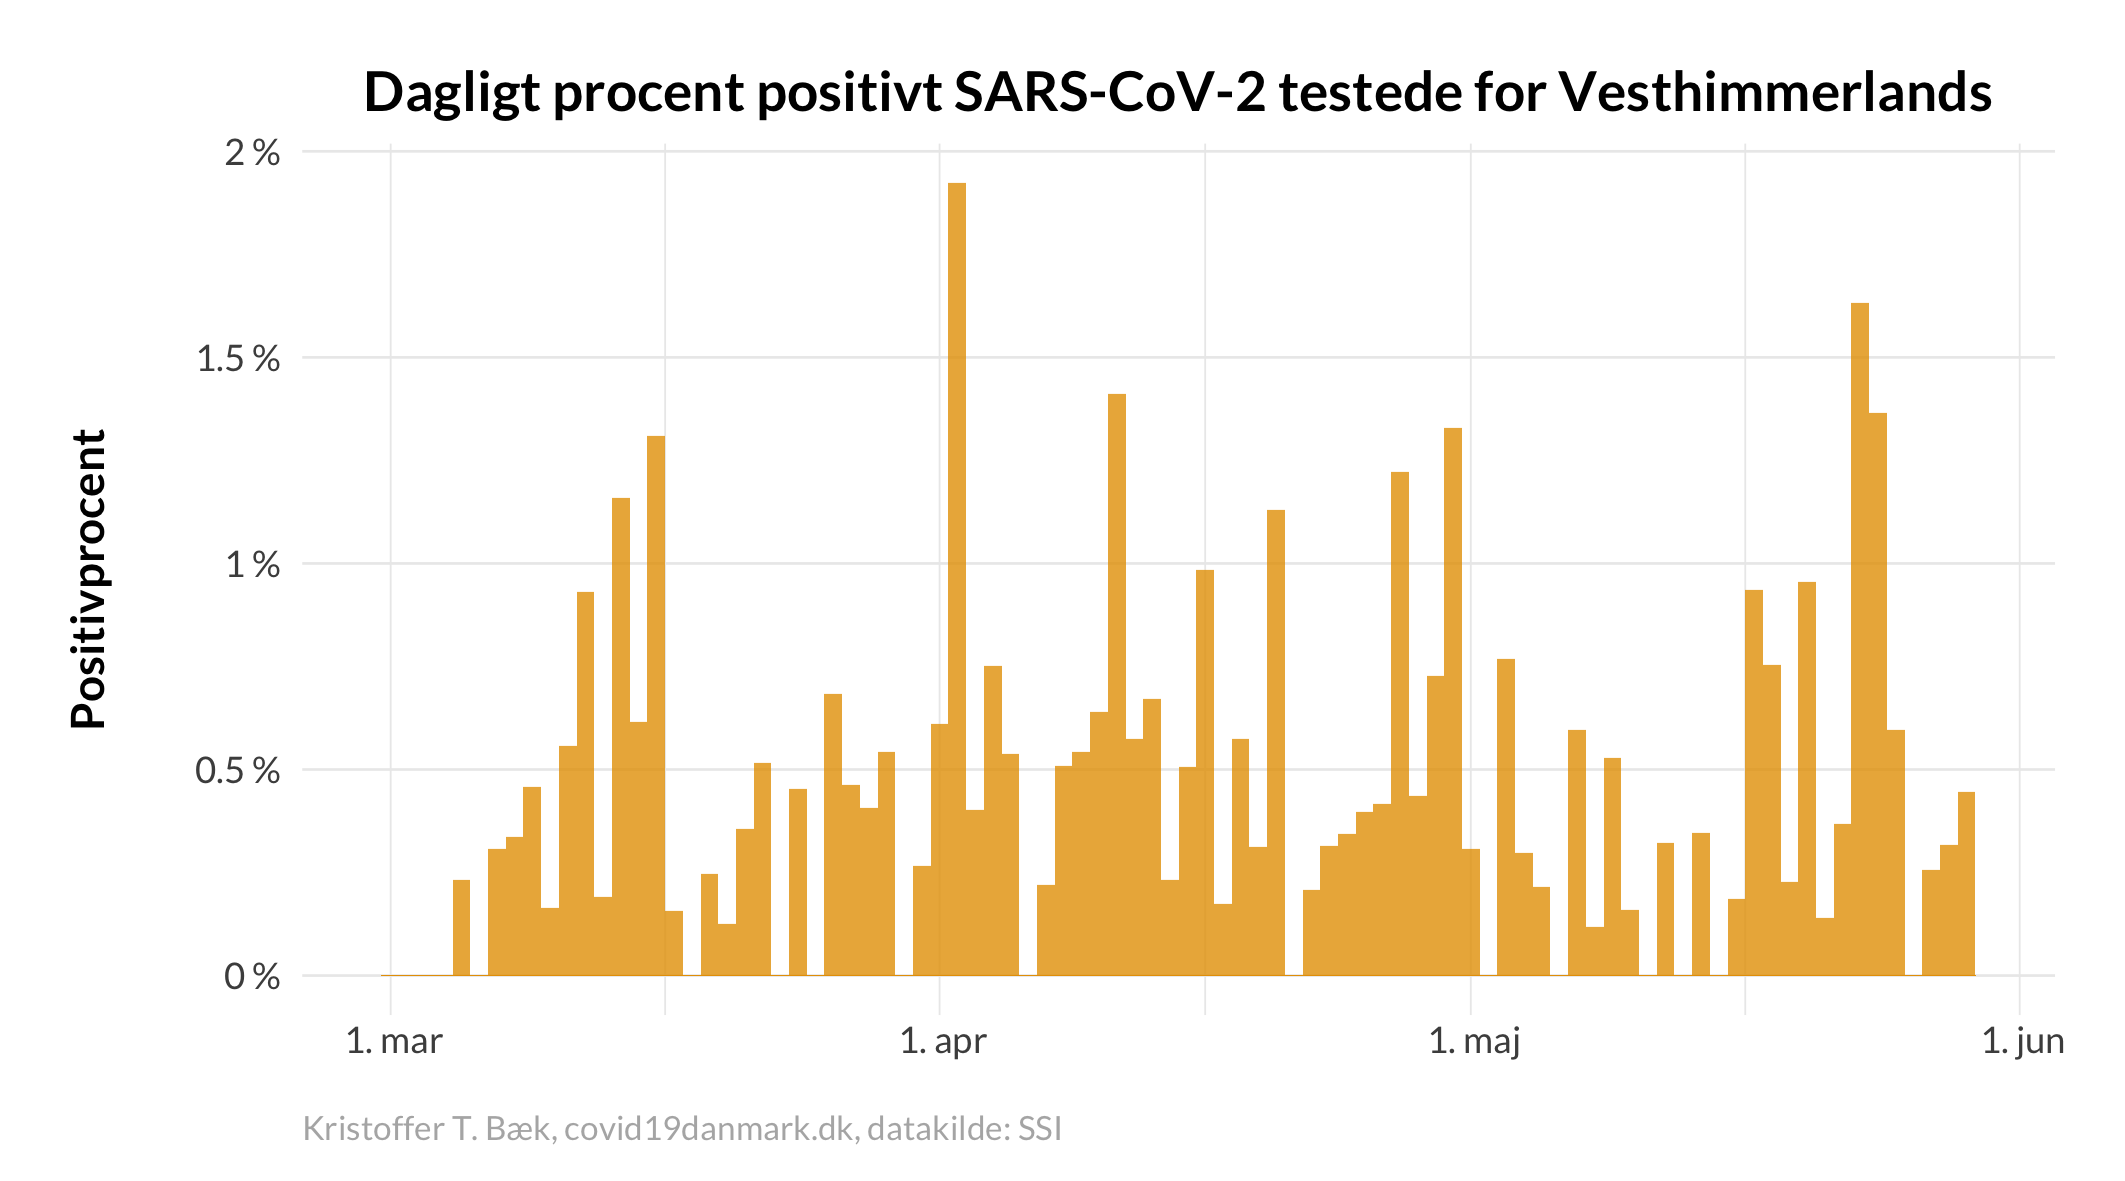 Dagligt procent positivt SARS-CoV-2 testede for Vesthimmerlands
Positivprocent
2 %
1.5 %
1 %
0.5 %
0 %
1. mar
1. apr
1. maj
1. jun
Kristoffer T. Bæk, covid19danmark.dk, datakilde: SSI